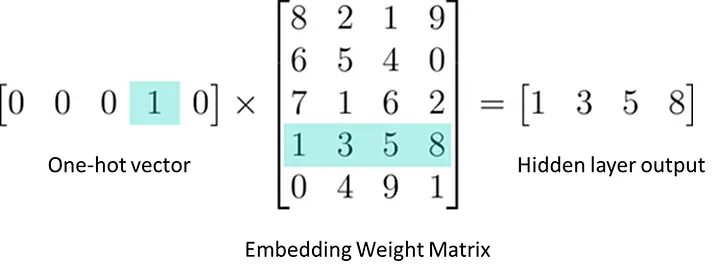 8 2 1 9
6 5 4 0
[0 0 0 1 0] × 7 1 6 2 = [1 3 5 8]
1 3 5 8
0 4 9 1
One-hot vector
Hidden layer output
Embedding Weight Matrix